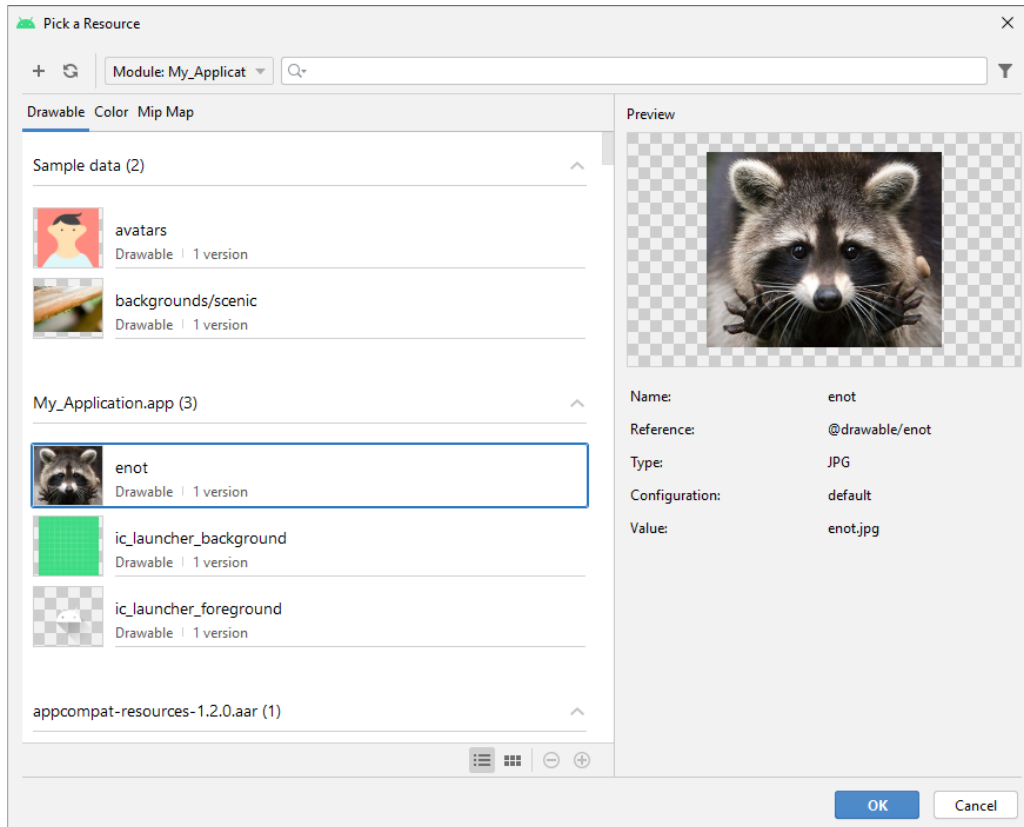 Pick a Resource
Module: My_Applicat
Drawable Color Mip Map
Sample data (2)
avatars
Drawable 1 version
backgrounds/scenic
Drawable 1 version
My_Application.app (3)
enot
Drawable 1 version
ic_launcher_background
Drawable 1 version
ic_launcher_foreground
Drawable 1 version
appcompat-resources-1.2.0.aar (1)
Preview
Name: enot
Reference: @drawable/enot
Type: JPG
Configuration: default
Value: enot.jpg
OK Cancel